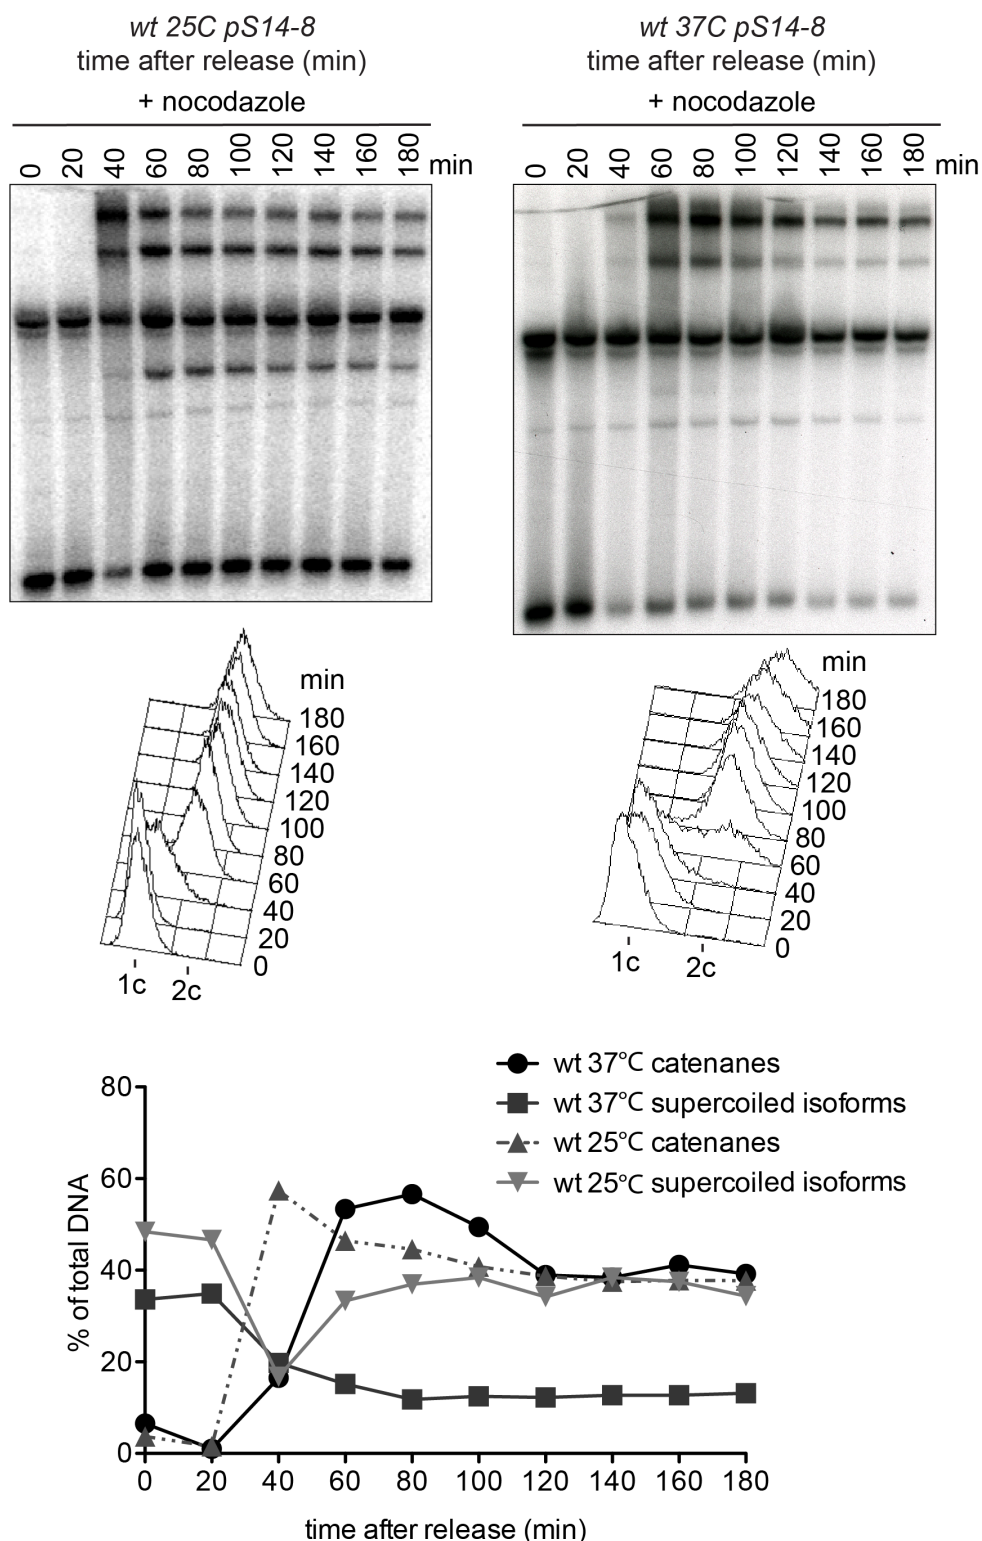 wt 25C pS14-8
time after release (min)
+ nocodazole
0 20 40 60 80 100 120 140 160 180 min
wt 37C pS14-8
time after release (min)
+ nocodazole
0 20 40 60 80 100 120 140 160 180 min
min
180
160
140
120
100
80
60
40
20
0
1c 2c
min
180
160
140
120
100
80
60
40
20
0
1c 2c
wt 37°C catenanes
wt 37°C supercoiled isoforms
wt 25°C catenanes
wt 25°C supercoiled isoforms
% of total DNA
80
60
40
20
0
0 20 40 60 80 100 120 140 160 180
time after release (min)